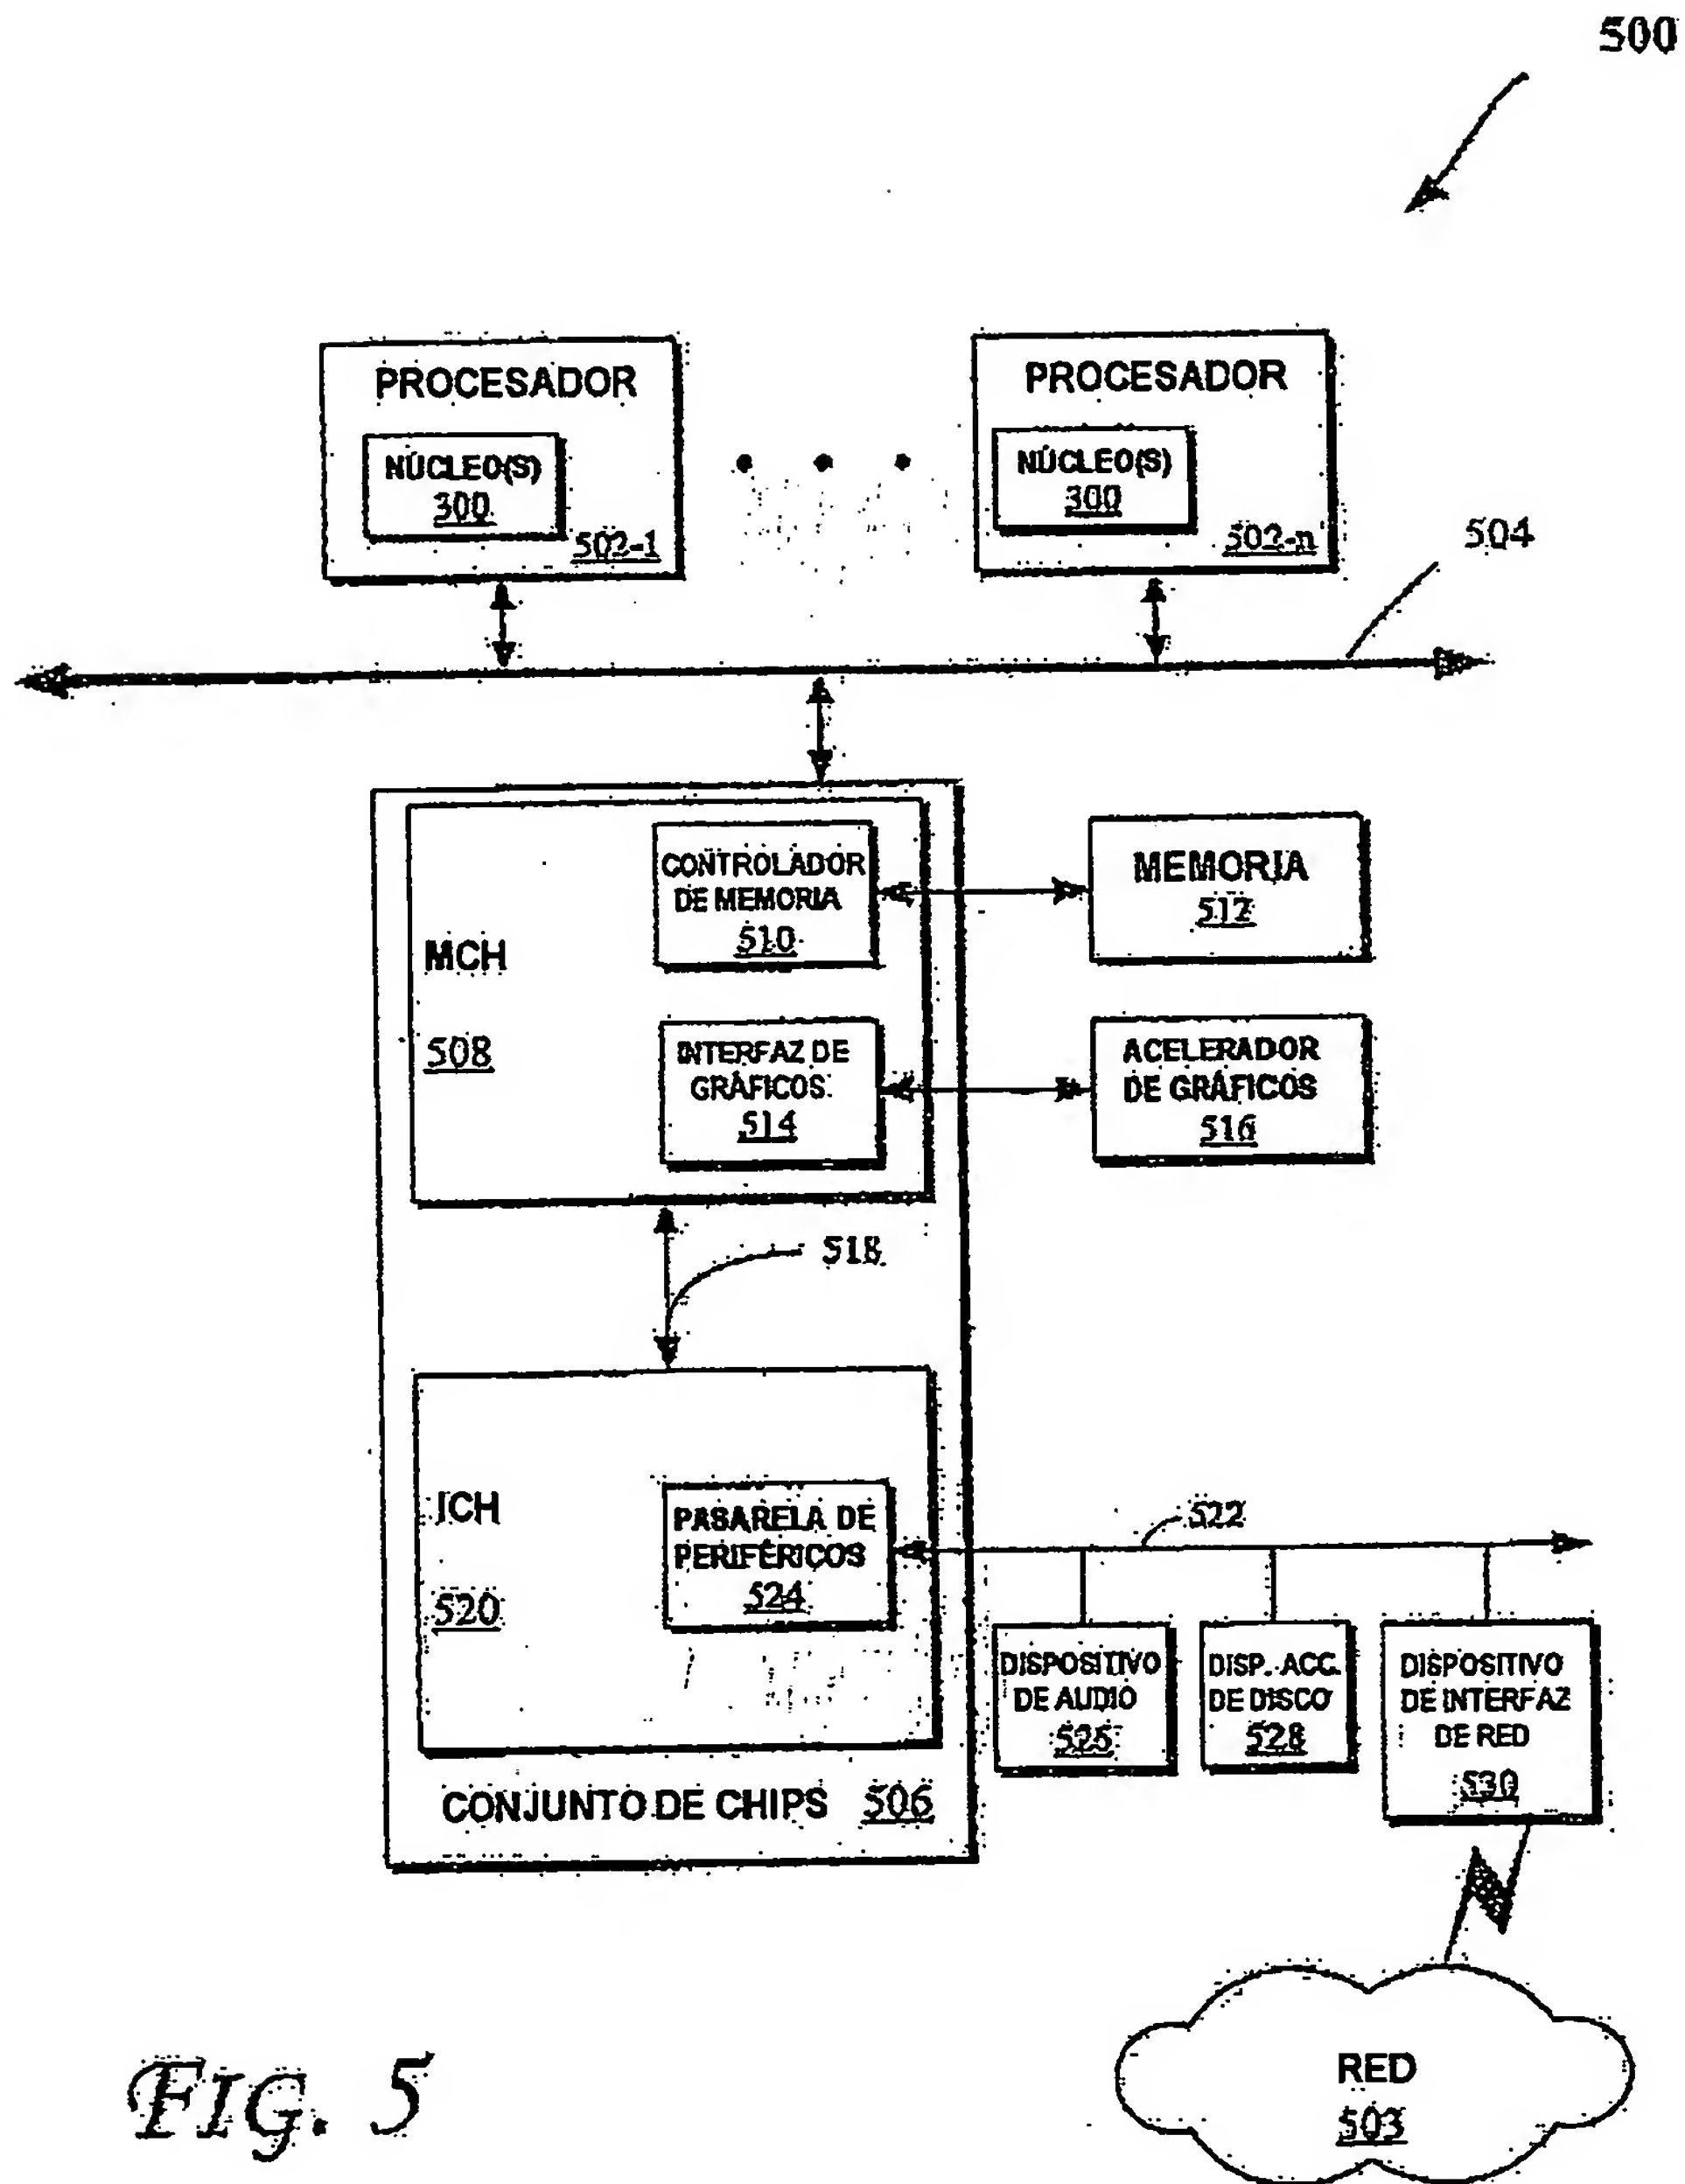 500
PROCESADOR
NÚCLEO(S)
300
502-1
PROCESADOR
NÚCLEO(S)
300
502-n
504
CONTROLADOR
DE MEMORIA
510
MEMORIA
512
MCH
508
INTERFAZ DE
GRÁFICOS
514
ACELERADOR
DE GRÁFICOS
516
518
ICH
520
PASARELA DE
PERIFÉRICOS
524
522
DISPOSITIVO
DE AUDIO
526
DISP. ACC.
DE DISCO
528
DISPOSITIVO
DE INTERFAZ
DE RED
530
CONJUNTO DE CHIPS 506
RED
503
FIG. 5